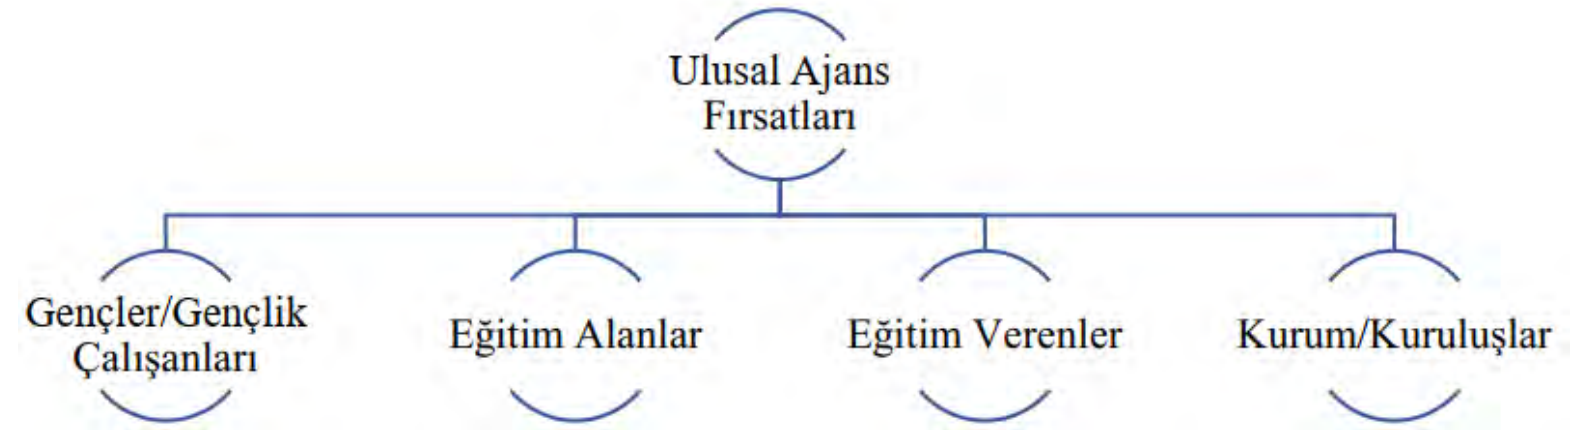 Ulusal Ajans
Fırsatları
Gençler/Gençlik
Çalışanları
Eğitim Alanlar
Eğitim Verenler
Kurum/Kuruluşlar